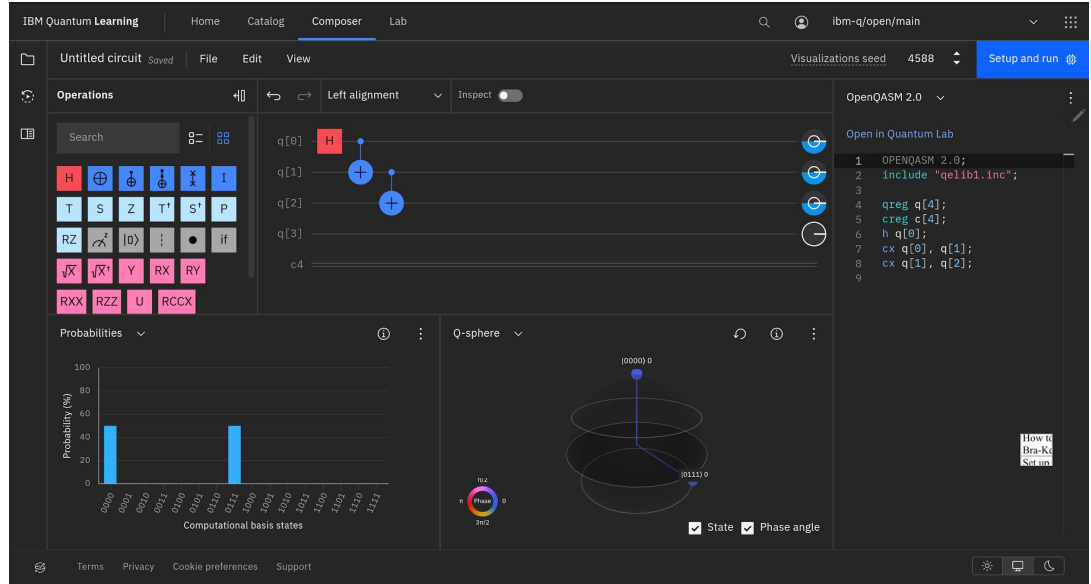 IBM Quantum Learning Home Catalog Composer Lab ibm-q/open/main
Untitled circuit Saved File Edit View Visualizations seed 4588 Setup and run
Operations Left alignment Inspect OpenQASM 2.0
Search
Open in Quantum Lab
q[0] H
q[1]
q[2]
q[3]
c4
H I
T S Z T† S† P
RZ z |0⟩ if
√X √X† Y RX RY
RXX RZZ U RCCX
1 OPENQASM 2.0;
2 include "qelib1.inc";
3
4 qreg q[4];
5 creg c[4];
6 h q[0];
7 cx q[0], q[1];
8 cx q[1], q[2];
9
Probabilities
Probability (%)
100
80
60
40
20
0
0000 0001 0010 0011 0100 0101 0110 0111 1000 1001 1010 1011 1100 1101 1110 1111
Computational basis states
Q-sphere
|0000⟩ 0
|0111⟩ 0
π/2
π Phase 0
3π/2
State Phase angle
How to
Bra-Ke
Set up
Terms Privacy Cookie preferences Support